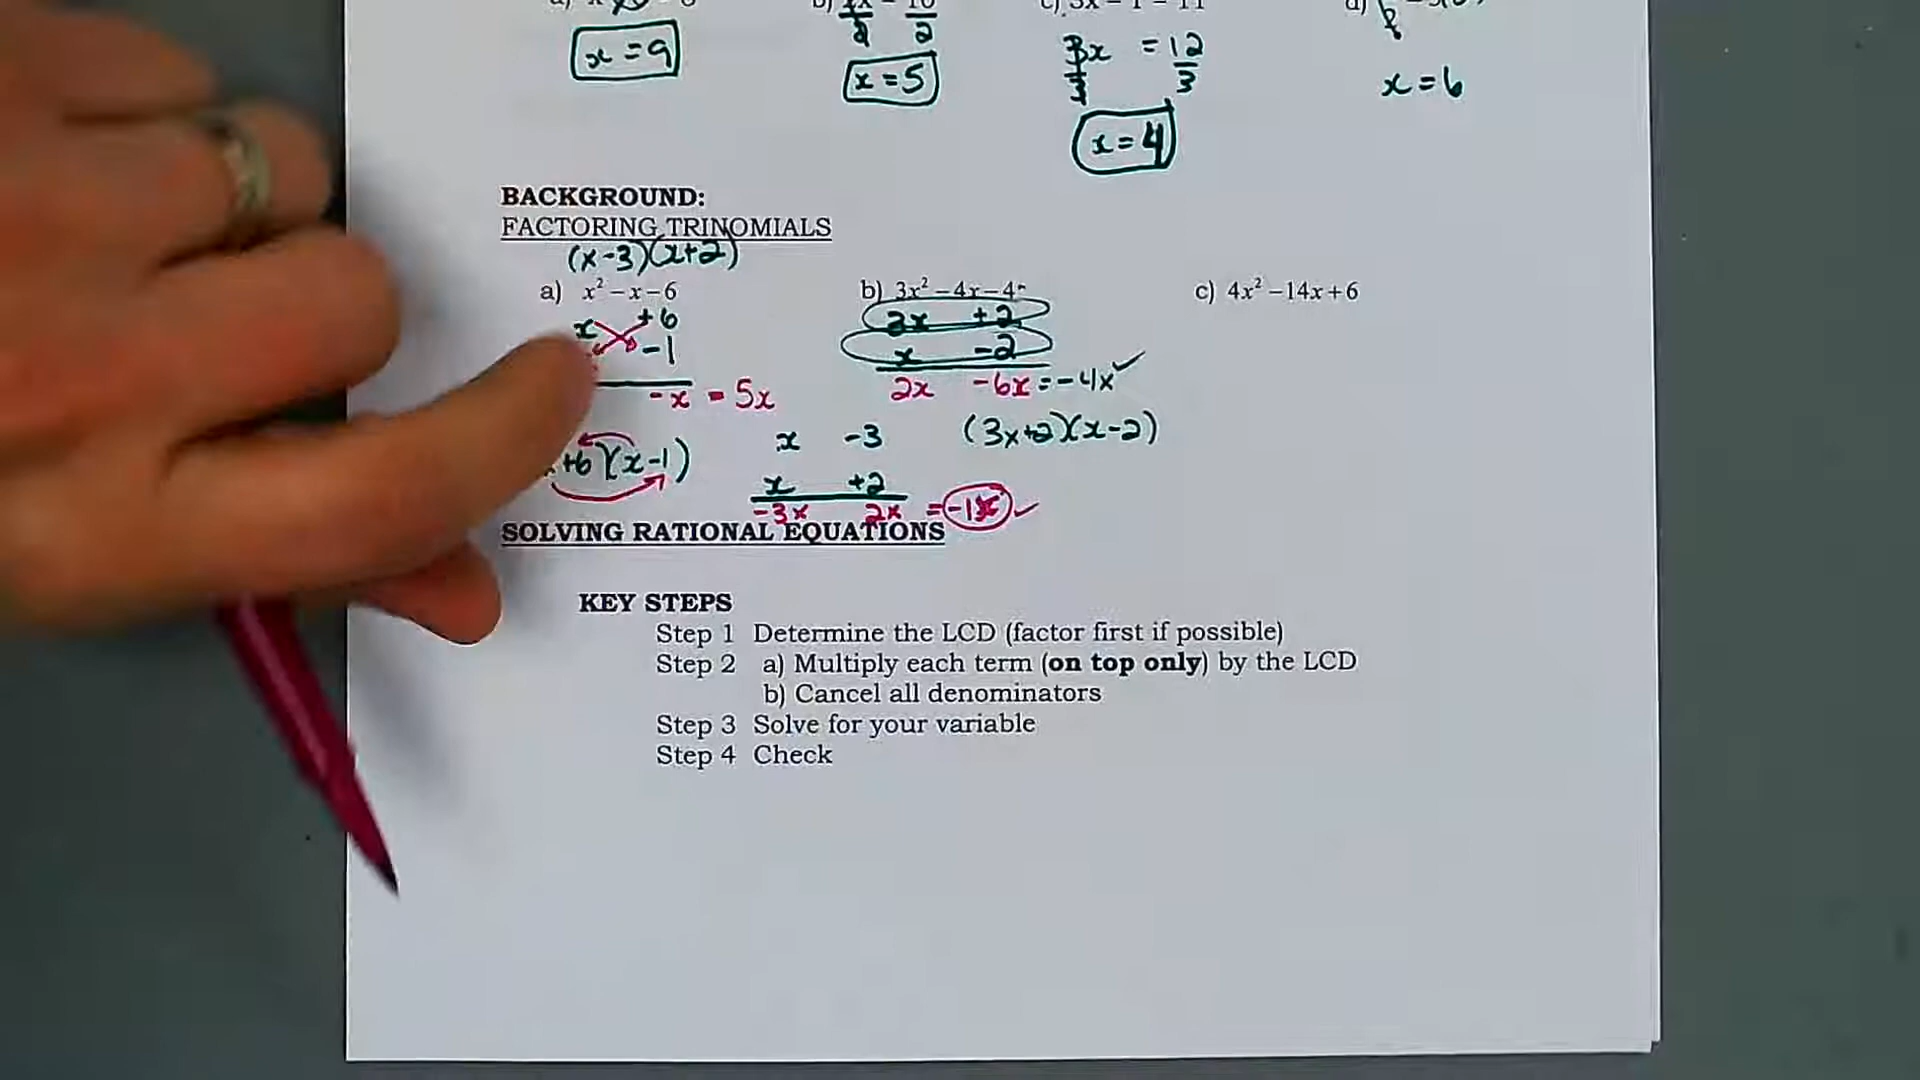 x = 9
x = 5
3x = 12
3
x = 4
x = 6
BACKGROUND:
FACTORING TRINOMIALS
(x-3)(x+2)
a) x² – x – 6
b) 3x² – 4x – 4
c) 4x² – 14x + 6
x +6
-1
-x = 5x
+6)(x-1)
3x +2
x -2
2x -6x = -4x ✓
(3x+2)(x-2)
x -3
x +2
-3x 2x = -1x ✓
SOLVING RATIONAL EQUATIONS
KEY STEPS
Step 1 Determine the LCD (factor first if possible)
Step 2 a) Multiply each term (on top only) by the LCD
b) Cancel all denominators
Step 3 Solve for your variable
Step 4 Check